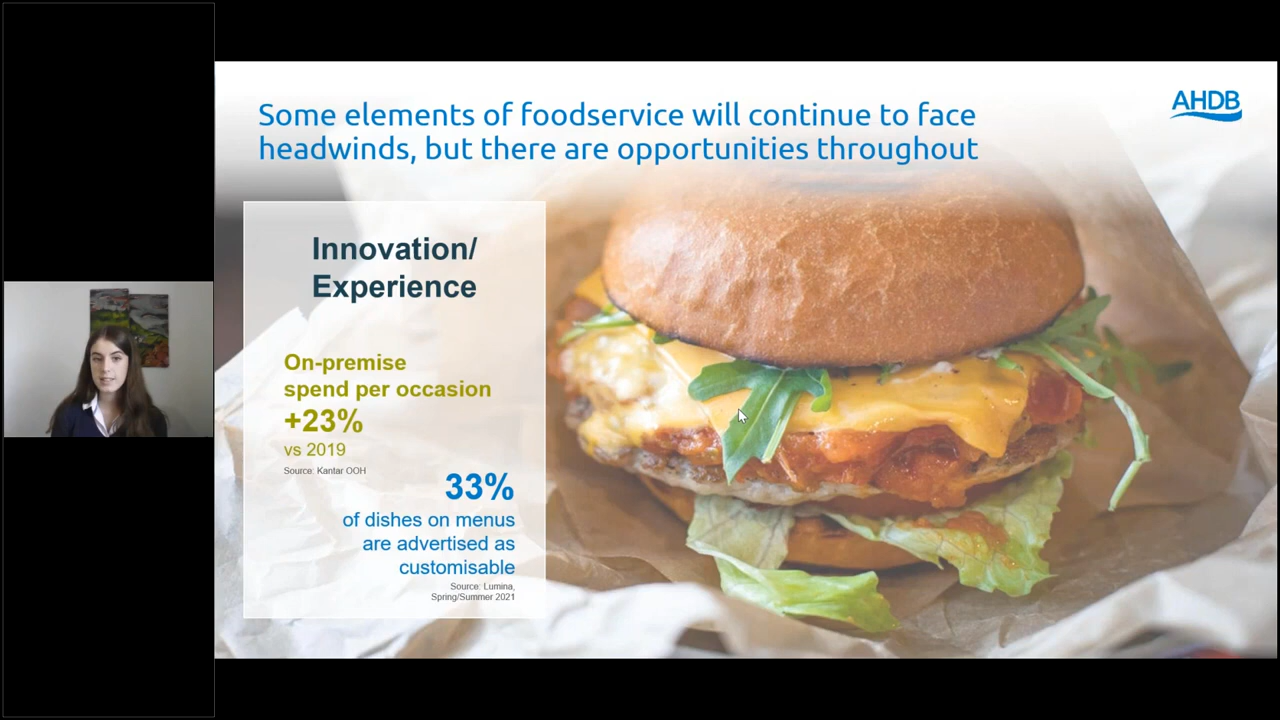 Some elements of foodservice will continue to face
headwinds, but there are opportunities throughout
AHDB
Innovation/
Experience
On-premise
spend per occasion
+23%
vs 2019
Source: Kantar OOH
33%
of dishes on menus
are advertised as
customisable
Source: Lumina,
Spring/Summer 2021